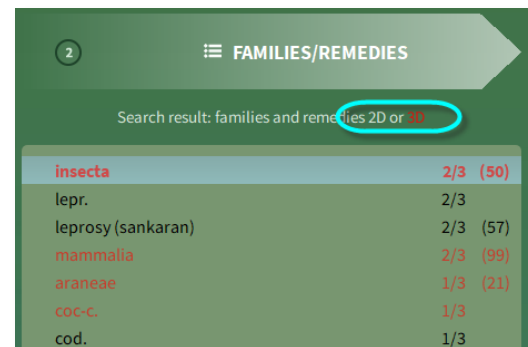 2 FAMILIES/REMEDIES
Search result: families and remedies 2D or 3D
insecta 2/3 (50)
lepr. 2/3
leprosy (sankaran) 2/3 (57)
mammalia 2/3 (99)
araneae 1/3 (21)
coc-c. 1/3
cod. 1/3